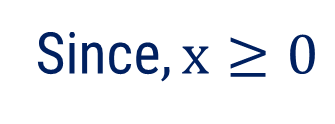 Since, x ≥ 0